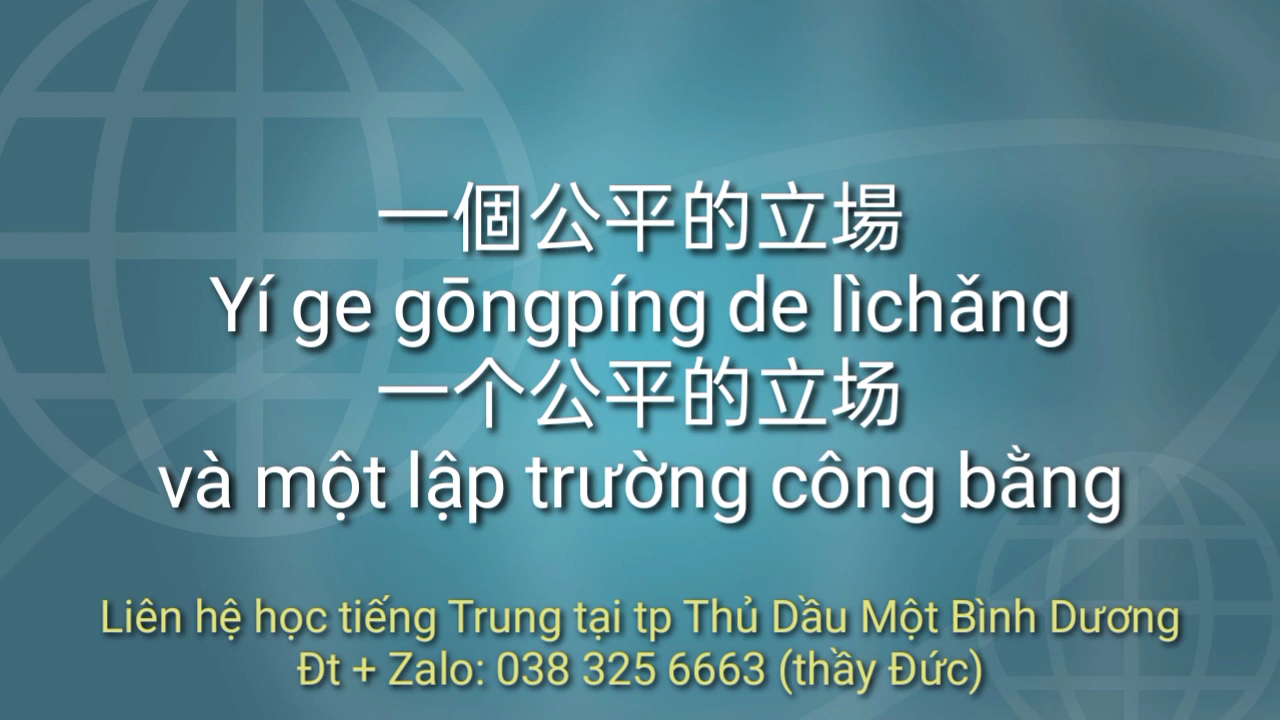 一個公平的立場
Yí ge gōngpíng de lìchǎng
一个公平的立场
và một lập trường công bằng
Liên hệ học tiếng Trung tại tp Thủ Dầu Một Bình Dương
Đt + Zalo: 038 325 6663 (thầy Đức)